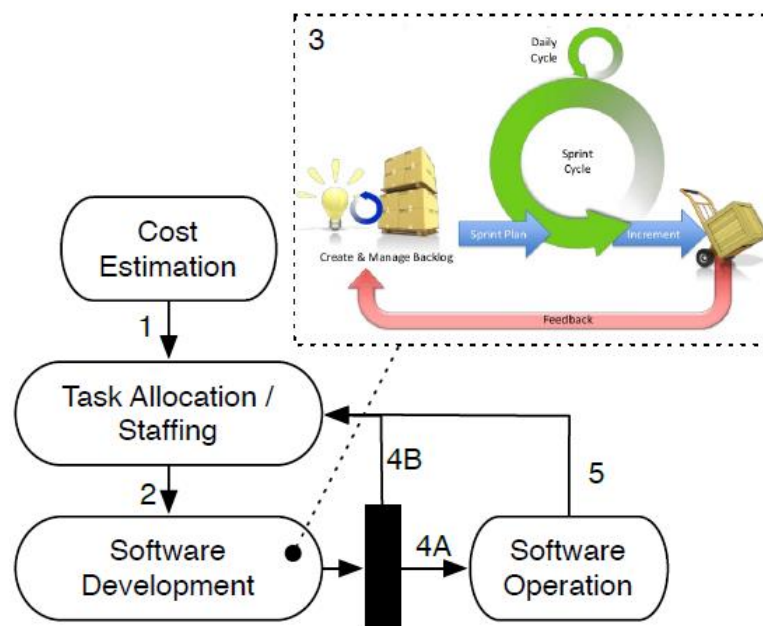 3
Daily
Cycle
Sprint
Cycle
Sprint Plan
Increment
Create & Manage Backlog
Feedback
Cost
Estimation
1
Task Allocation /
Staffing
2
4B
5
Software
Development
4A
Software
Operation